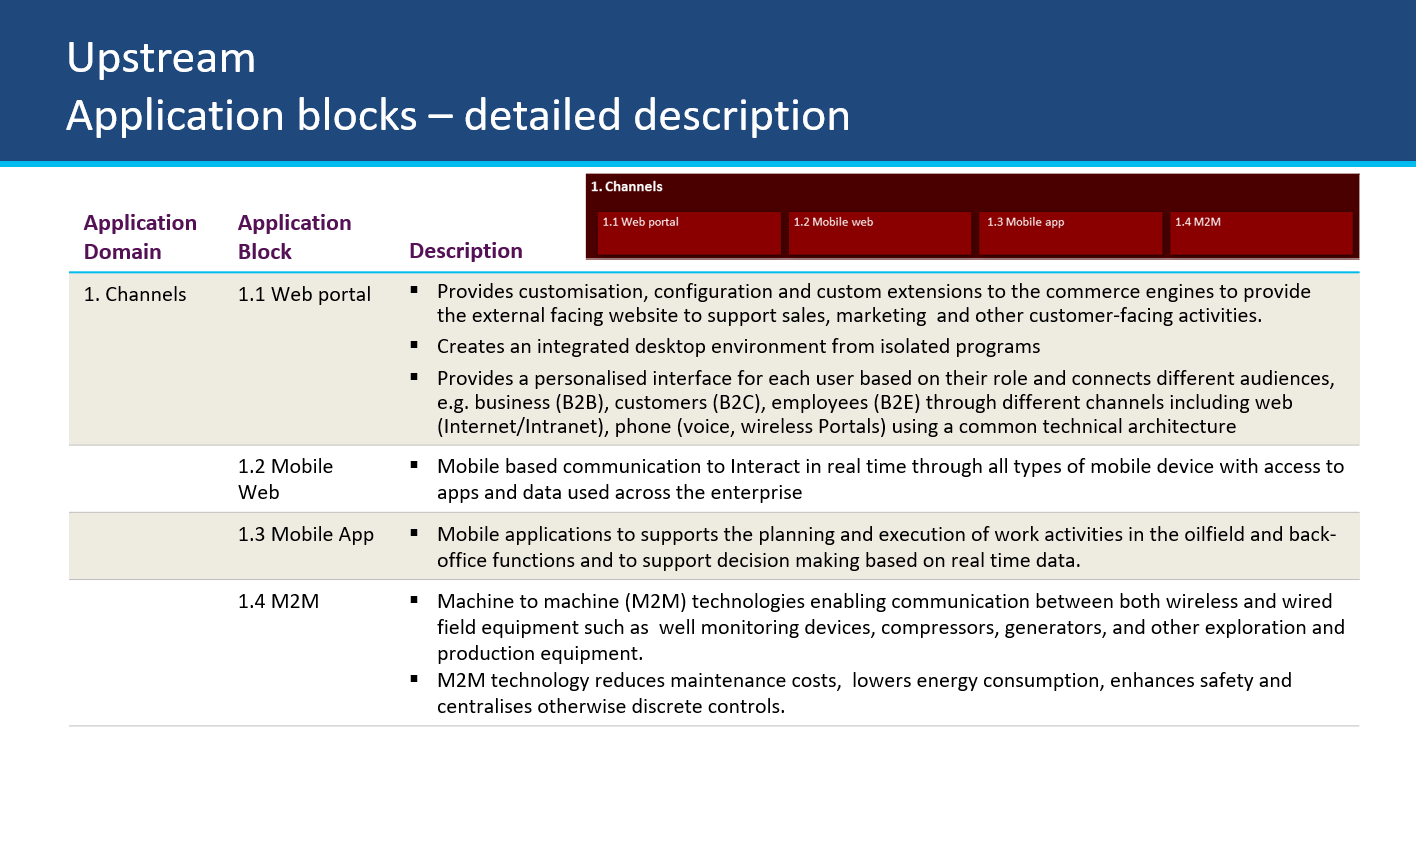 Upstream
Application blocks – detailed description
1. Channels
1.1 Web portal
1.2 Mobile web
1.3 Mobile app
1.4 M2M
Application
Domain
Application
Block
Description
1. Channels
1.1 Web portal
▪ Provides customisation, configuration and custom extensions to the commerce engines to provide
the external facing website to support sales, marketing  and other customer-facing activities.
▪ Creates an integrated desktop environment from isolated programs
▪ Provides a personalised interface for each user based on their role and connects different audiences,
e.g. business (B2B), customers (B2C), employees (B2E) through different channels including web
(Internet/Intranet), phone (voice, wireless Portals) using a common technical architecture
1.2 Mobile
Web
▪ Mobile based communication to Interact in real time through all types of mobile device with access to
apps and data used across the enterprise
1.3 Mobile App
▪ Mobile applications to supports the planning and execution of work activities in the oilfield and back-
office functions and to support decision making based on real time data.
1.4 M2M
▪ Machine to machine (M2M) technologies enabling communication between both wireless and wired
field equipment such as  well monitoring devices, compressors, generators, and other exploration and
production equipment.
▪ M2M technology reduces maintenance costs,  lowers energy consumption, enhances safety and
centralises otherwise discrete controls.